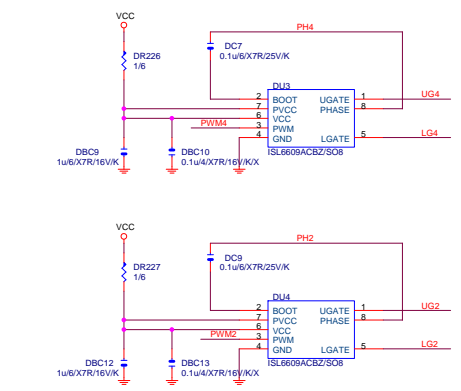 VCC
PH4
DR226
1/6
DC7
0.1u/6/X7R/25V/K
DU3
2 BOOT UGATE 1 UG4
7 PVCC PHASE 8
6 VCC
PWM4 3 PWM
4 GND LGATE 5 LG4
ISL6609ACBZ/SO8
DBC9
1u/6/X7R/16V/K
DBC10
0.1u/4/X7R/16V/K/X
VCC
PH2
DR227
1/6
DC9
0.1u/6/X7R/25V/K
DU4
2 BOOT UGATE 1 UG2
7 PVCC PHASE 8
6 VCC
PWM2 3 PWM
4 GND LGATE 5 LG2
ISL6609ACBZ/SO8
DBC12
1u/6/X7R/16V/K
DBC13
0.1u/4/X7R/16V/K/X